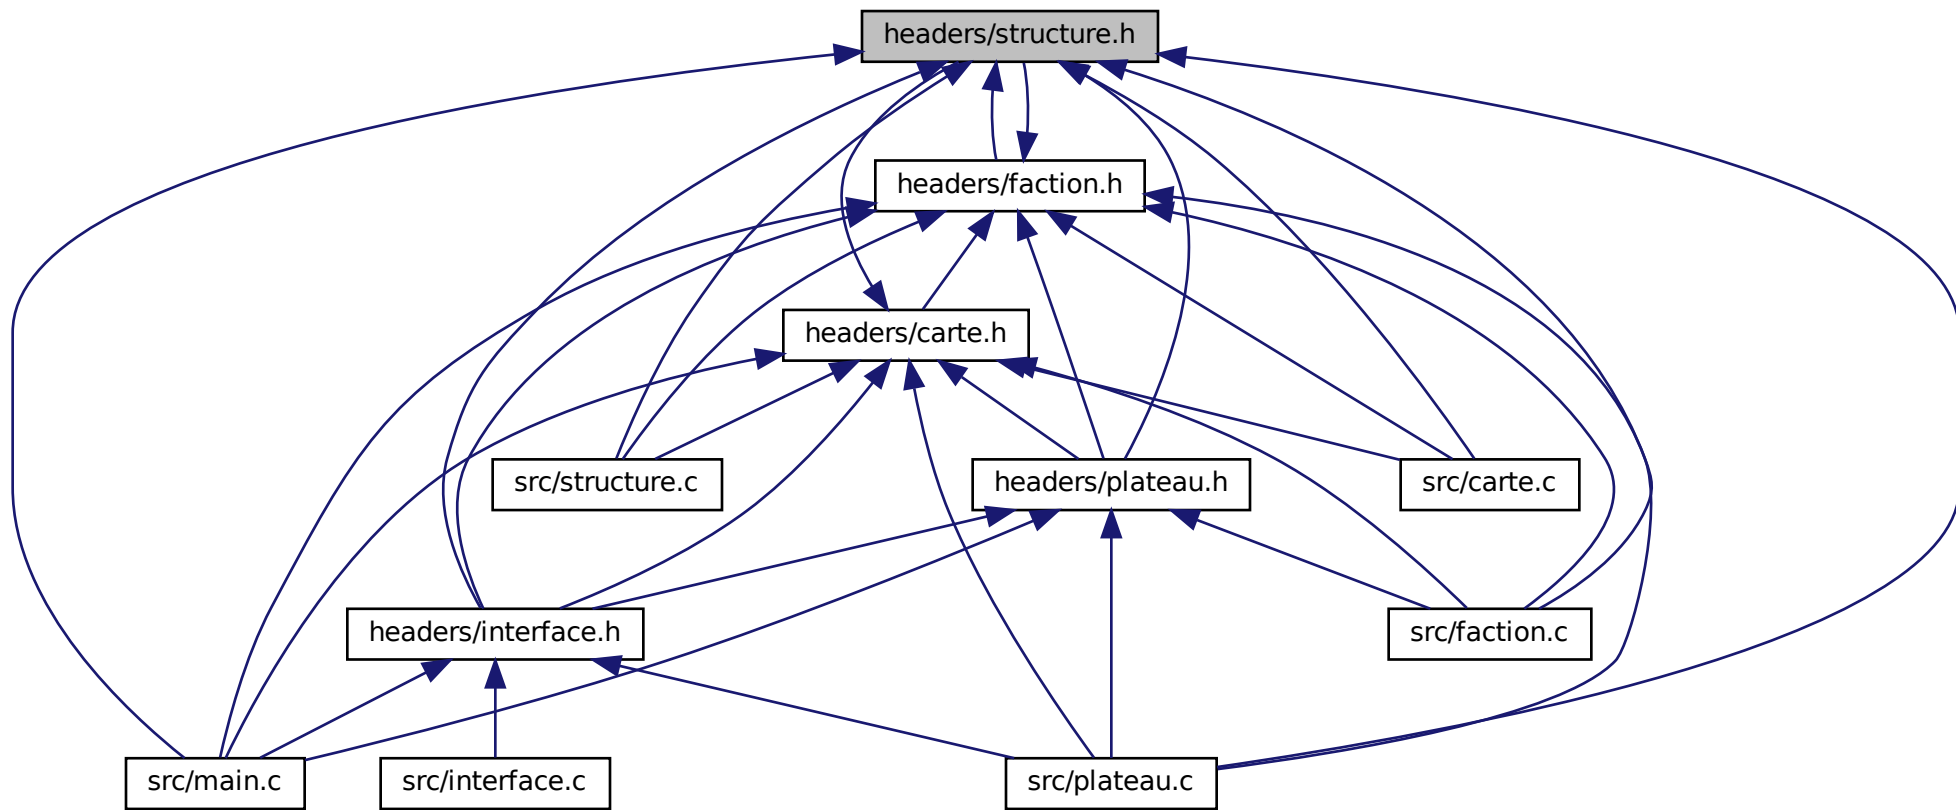 headers/structure.h
headers/faction.h
headers/carte.h
src/structure.c
headers/plateau.h
src/carte.c
headers/interface.h
src/faction.c
src/main.c
src/interface.c
src/plateau.c